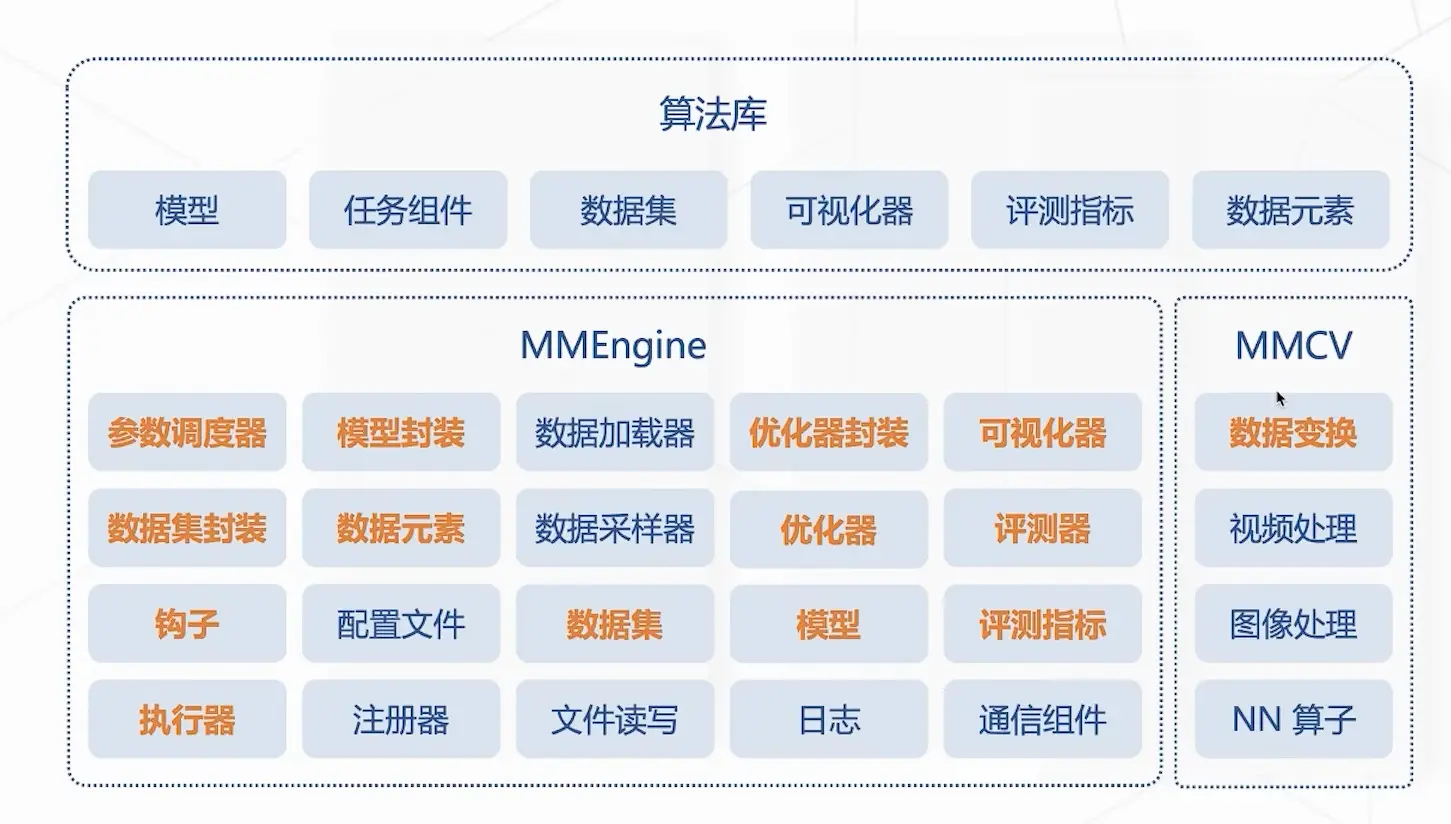 算法库
模型 任务组件 数据集 可视化器 评测指标 数据元素
MMEngine
参数调度器 模型封装 数据加载器 优化器封装 可视化器
数据集封装 数据元素 数据采样器 优化器 评测器
钩子 配置文件 数据集 模型 评测指标
执行器 注册器 文件读写 日志 通信组件
MMCV
数据变换
视频处理
图像处理
NN 算子